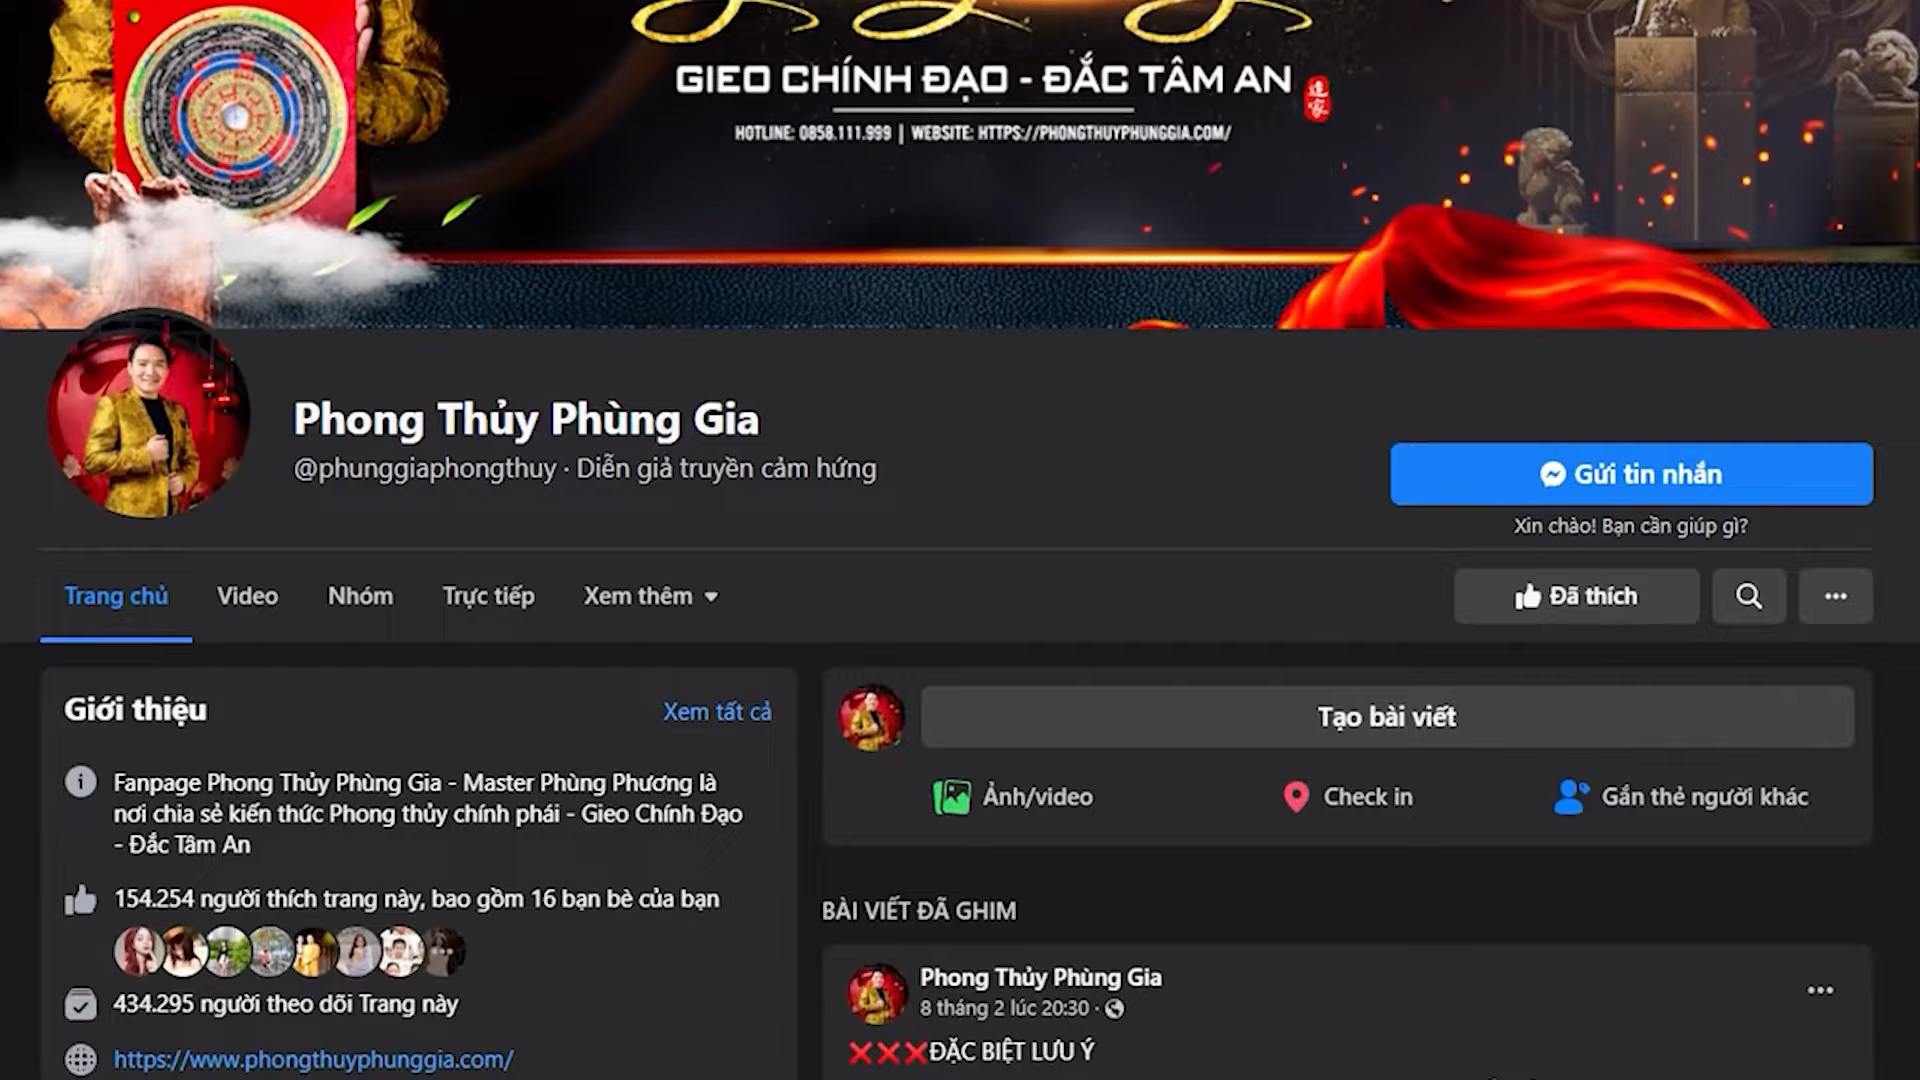 GIEO CHÍNH ĐẠO - ĐẮC TÂM AN
HOTLINE: 0858.111.999 | WEBSITE: HTTPS://PHONGTHUYPHUNGGIA.COM/
Phong Thủy Phùng Gia
@phunggiaphongthuy · Diễn giả truyền cảm hứng
Gửi tin nhắn
Xin chào! Bạn cần giúp gì?
Trang chủ Video Nhóm Trực tiếp Xem thêm
Đã thích
Giới thiệu Xem tất cả
Fanpage Phong Thủy Phùng Gia - Master Phùng Phương là
nơi chia sẻ kiến thức Phong thủy chính phái - Gieo Chính Đạo
- Đắc Tâm An
154.254 người thích trang này, bao gồm 16 bạn bè của bạn
434.295 người theo dõi Trang này
https://www.phongthuyphunggia.com/
Tạo bài viết
Ảnh/video Check in Gắn thẻ người khác
BÀI VIẾT ĐÃ GHIM
Phong Thủy Phùng Gia
8 tháng 2 lúc 20:30 ·
❌❌❌ĐẶC BIỆT LƯU Ý